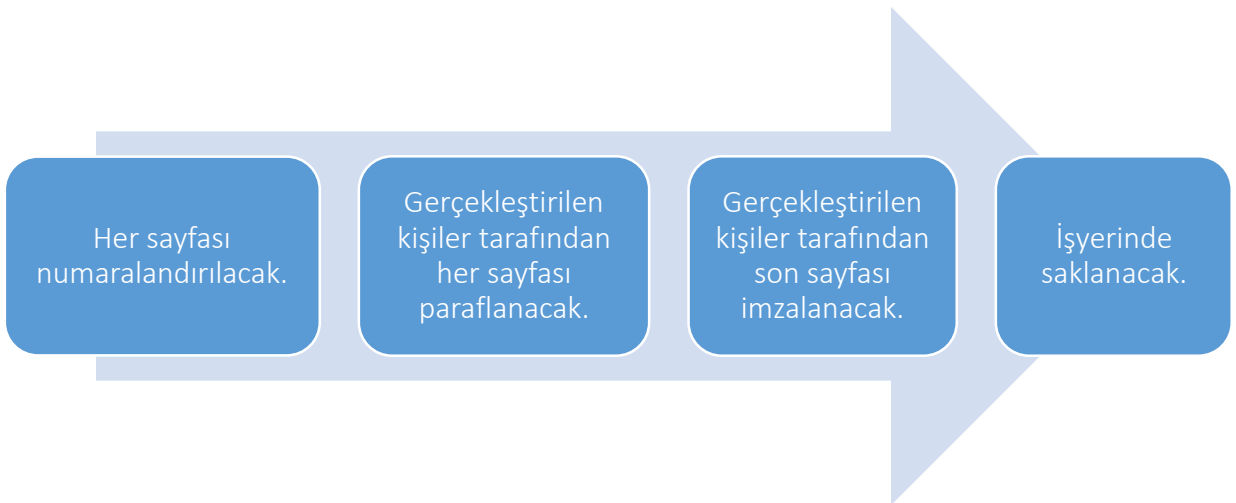 Her sayfası
numaralandırılacak.
Gerçekleştirilen
kişiler tarafından
her sayfası
paraflanacak.
Gerçekleştirilen
kişiler tarafından
son sayfası
imzalanacak.
İşyerinde
saklanacak.